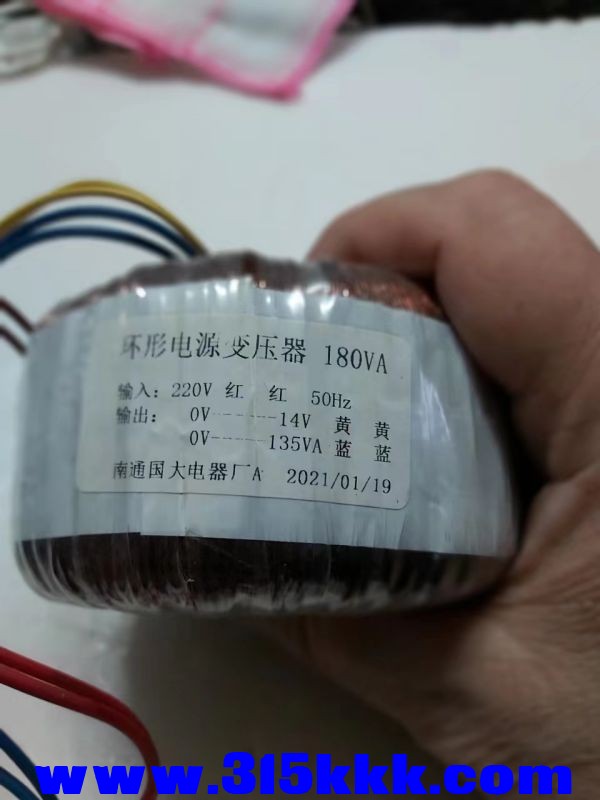 环形电源变压器 180VA
输入: 220V 红 红 50Hz
输出: 0V-------14V 黄 黄
0V------135VA 蓝 蓝
南通国大电器厂A 2021/01/19
www.315kkk.com